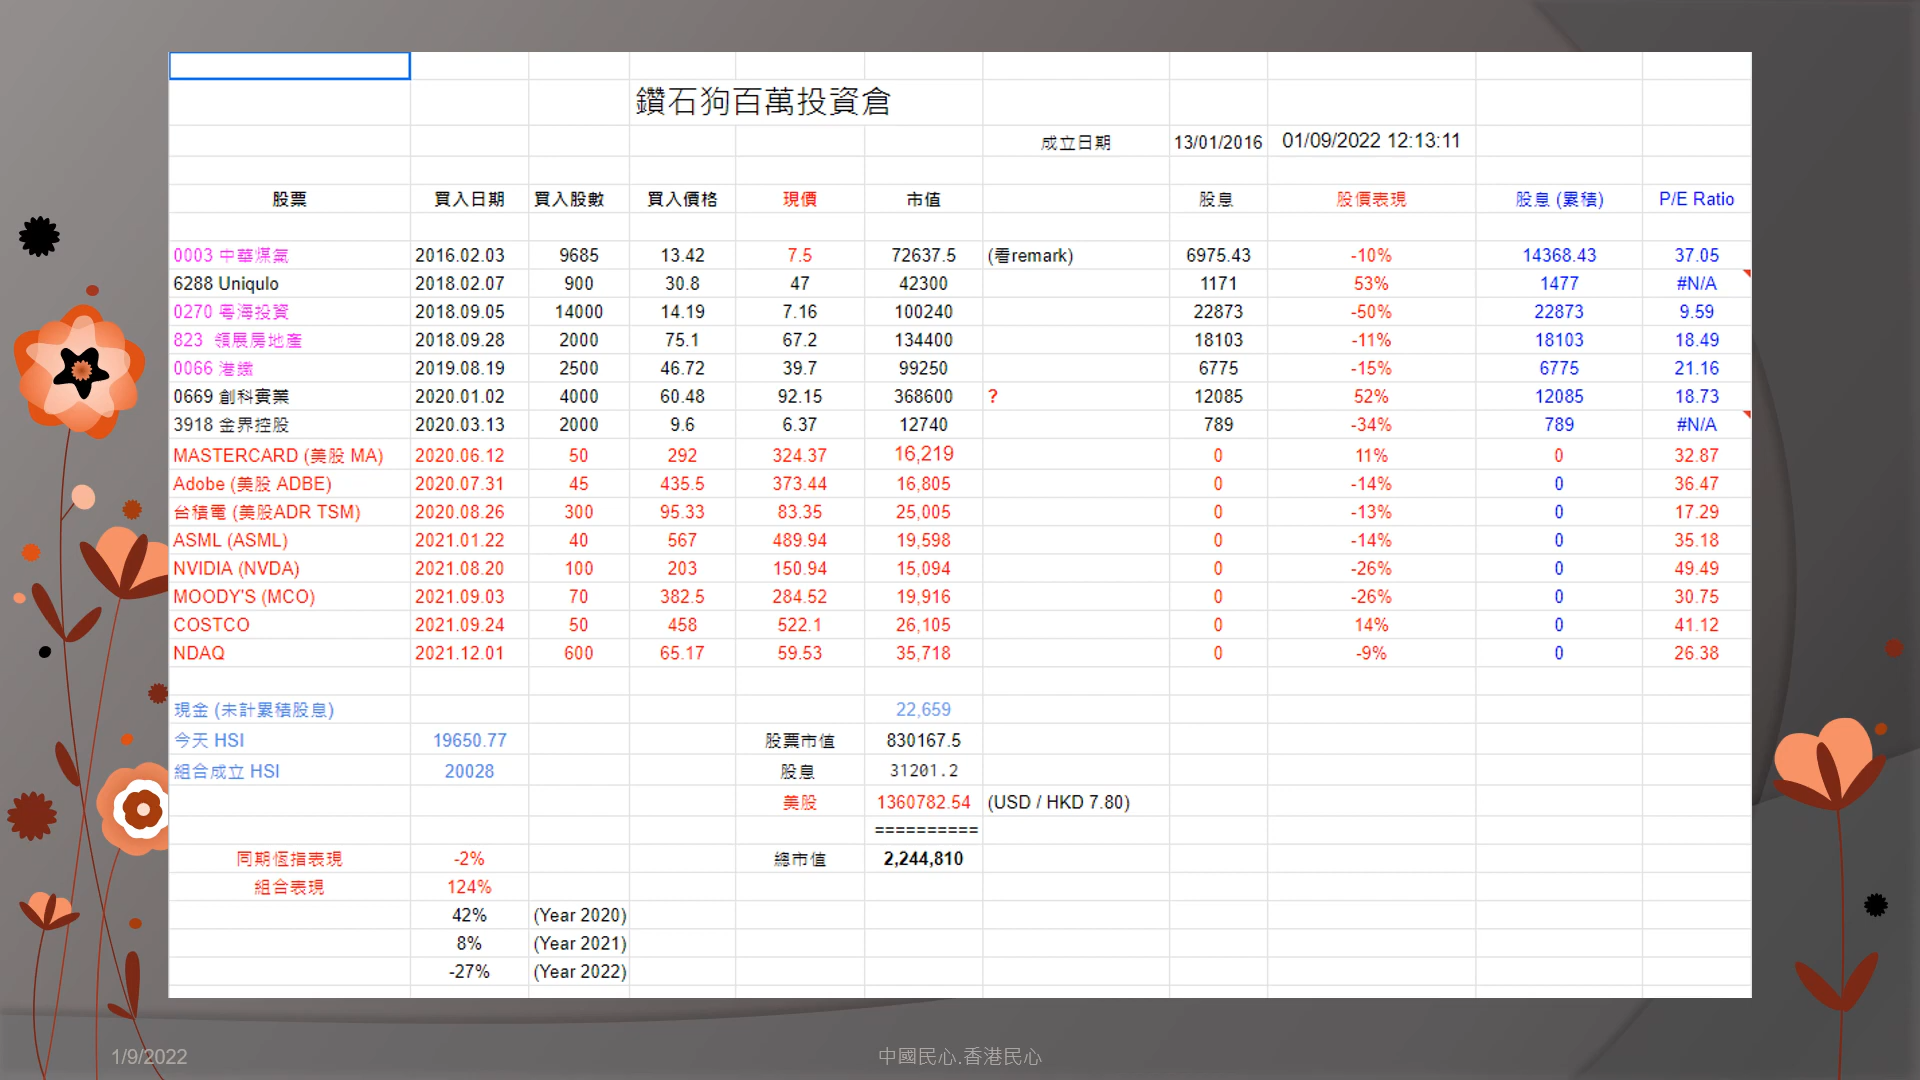 鑽石狗百萬投資倉
成立日期 13/01/2016 01/09/2022 12:13:11
股票 買入日期 買入股數 買入價格 現價 市值 股息 股價表現 股息 (累積) P/E Ratio
0003 中華煤氣 2016.02.03 9685 13.42 7.5 72637.5 (看remark) 6975.43 -10% 14368.43 37.05
6288 Uniqulo 2018.02.07 900 30.8 47 42300 1171 53% 1477 #N/A
0270 粵海投資 2018.09.05 14000 14.19 7.16 100240 22873 -50% 22873 9.59
823 領展房地產 2018.09.28 2000 75.1 67.2 134400 18103 -11% 18103 18.49
0066 港鐵 2019.08.19 2500 46.72 39.7 99250 6775 -15% 6775 21.16
0669 創科實業 2020.01.02 4000 60.48 92.15 368600 ? 12085 52% 12085 18.73
3918 金界控股 2020.03.13 2000 9.6 6.37 12740 789 -34% 789 #N/A
MASTERCARD (美股 MA) 2020.06.12 50 292 324.37 16,219 0 11% 0 32.87
Adobe (美股 ADBE) 2020.07.31 45 435.5 373.44 16,805 0 -14% 0 36.47
台積電 (美股ADR TSM) 2020.08.26 300 95.33 83.35 25,005 0 -13% 0 17.29
ASML (ASML) 2021.01.22 40 567 489.94 19,598 0 -14% 0 35.18
NVIDIA (NVDA) 2021.08.20 100 203 150.94 15,094 0 -26% 0 49.49
MOODY'S (MCO) 2021.09.03 70 382.5 284.52 19,916 0 -26% 0 30.75
COSTCO 2021.09.24 50 458 522.1 26,105 0 14% 0 41.12
NDAQ 2021.12.01 600 65.17 59.53 35,718 0 -9% 0 26.38
現金 (未計累積股息) 22,659
今天 HSI 19650.77 股票市值 830167.5
組合成立 HSI 20028 股息 31201.2
美股 1360782.54 (USD / HKD 7.80)
==========
同期恆指表現 -2% 總市值 2,244,810
組合表現 124%
42% (Year 2020)
8% (Year 2021)
-27% (Year 2022)
1/9/2022 中國民心.香港民心